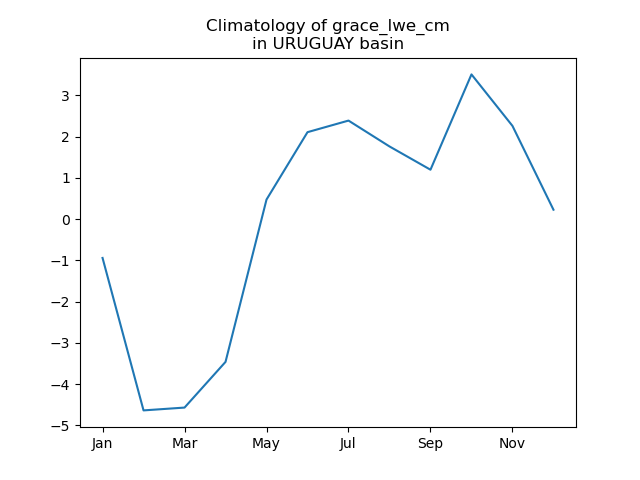 Climatology of grace_lwe_cm
in URUGUAY basin
3
2
1
0
−1
−2
−3
−4
−5
Jan
Mar
May
Jul
Sep
Nov